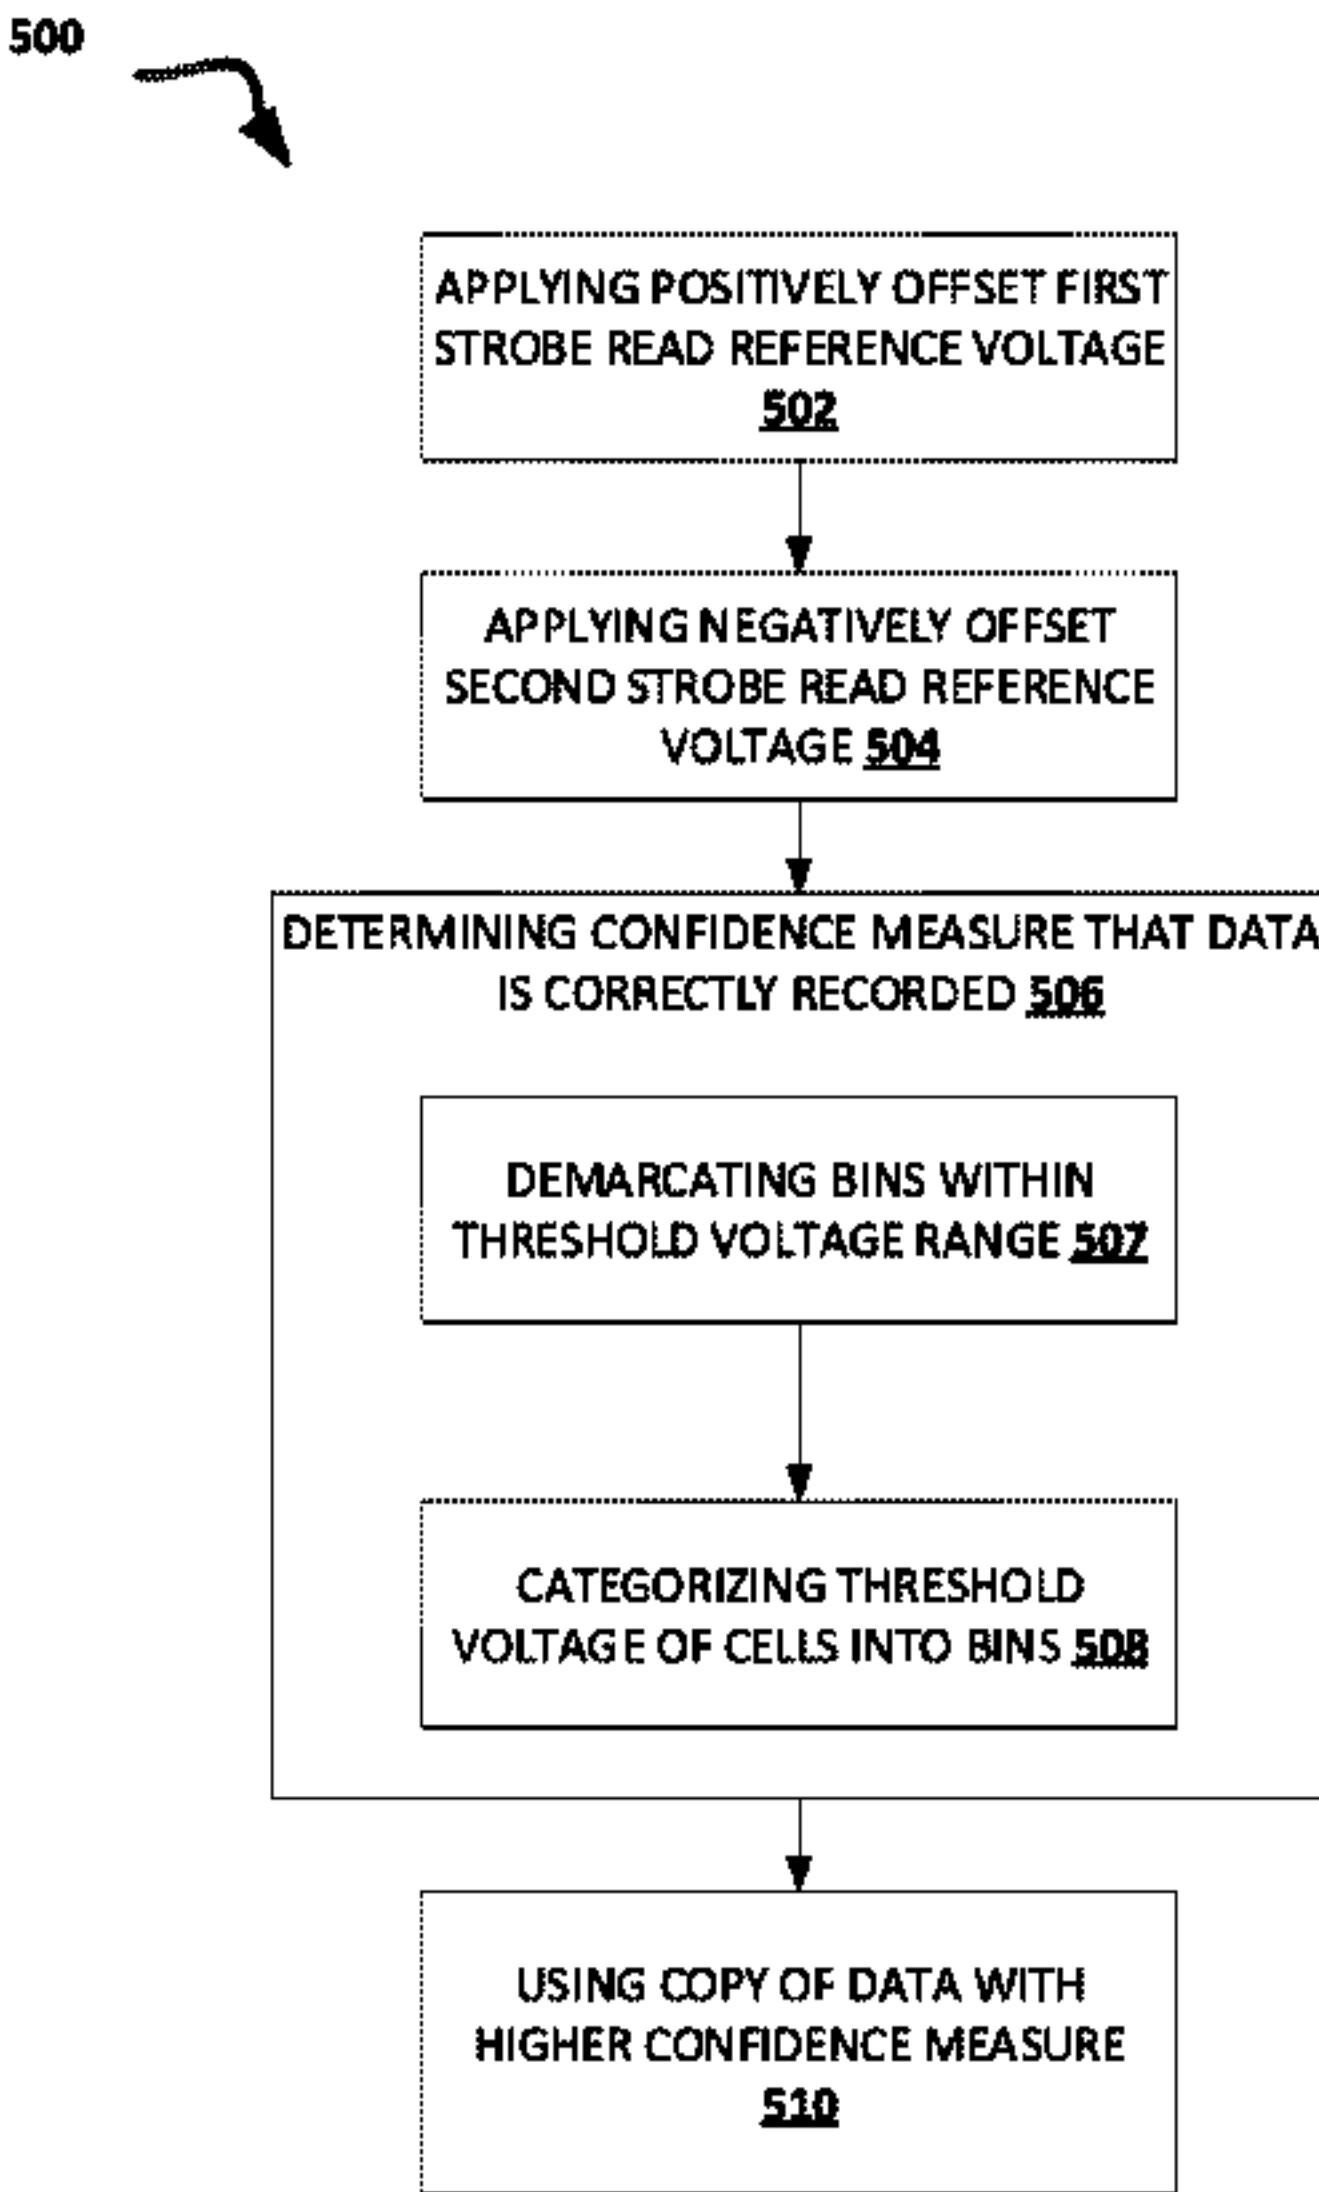 500
APPLYING POSITIVELY OFFSET FIRST
STROBE READ REFERENCE VOLTAGE
502
APPLYING NEGATIVELY OFFSET
SECOND STROBE READ REFERENCE
VOLTAGE 504
DETERMINING CONFIDENCE MEASURE THAT DATA
IS CORRECTLY RECORDED 506
DEMARCATING BINS WITHIN
THRESHOLD VOLTAGE RANGE 507
CATEGORIZING THRESHOLD
VOLTAGE OF CELLS INTO BINS 508
USING COPY OF DATA WITH
HIGHER CONFIDENCE MEASURE
510